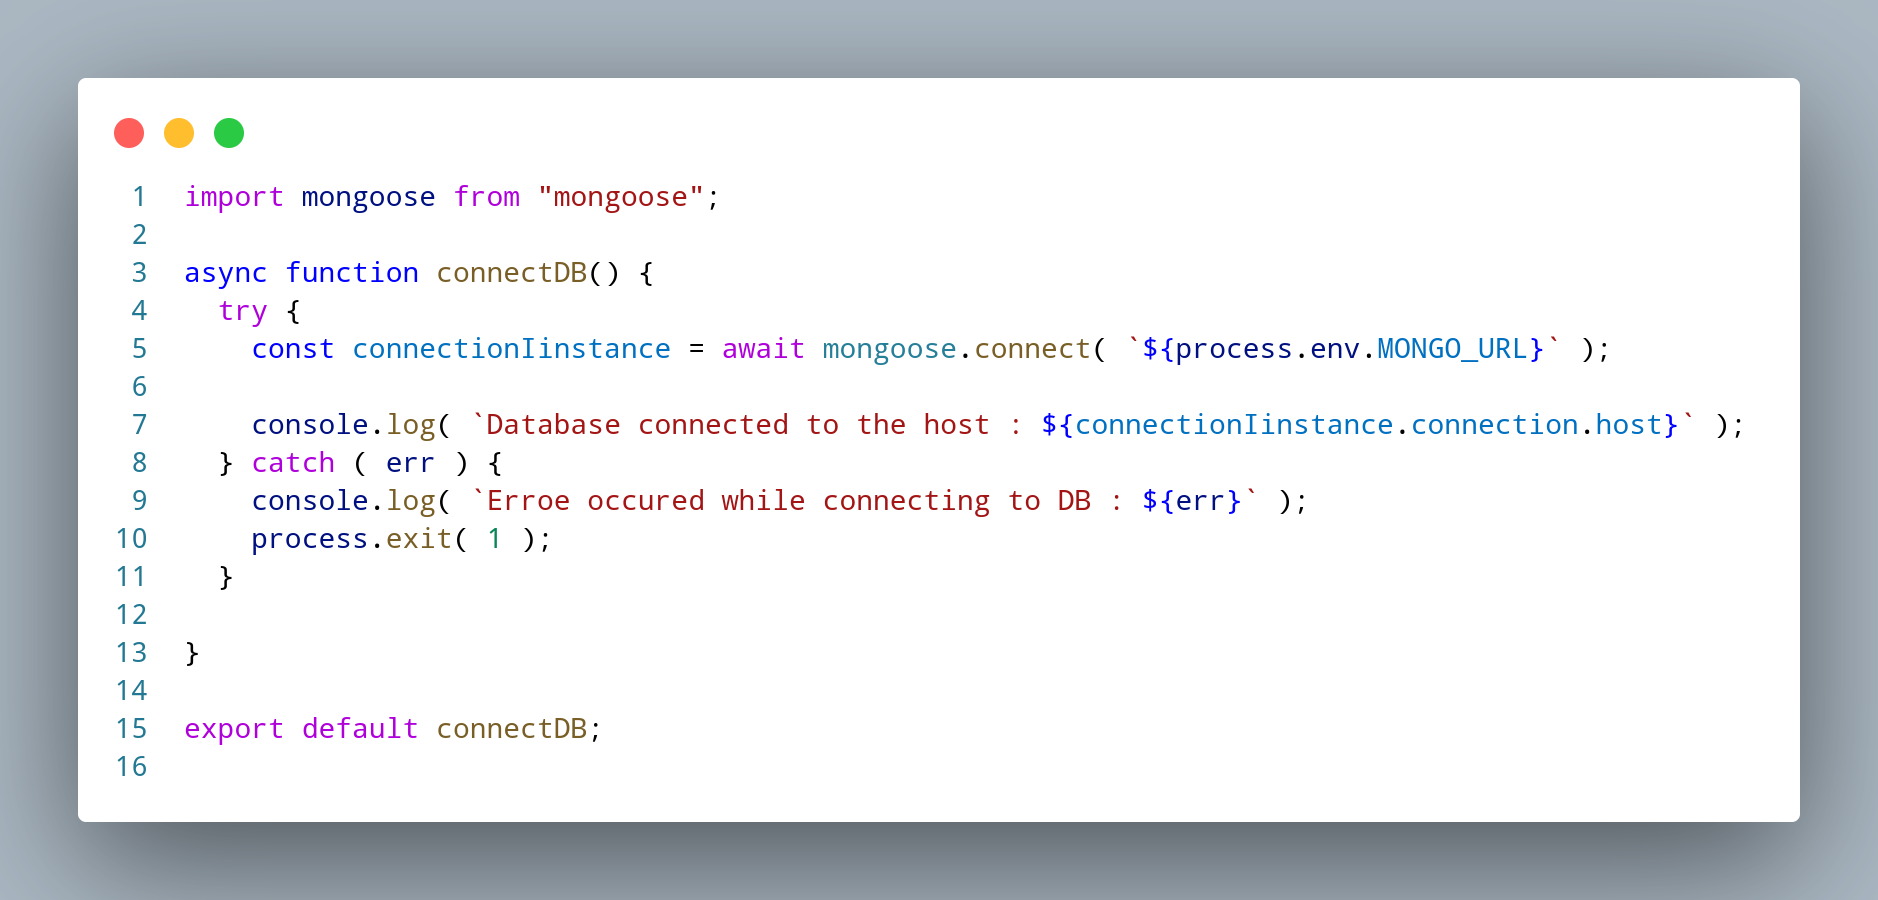 1 import mongoose from "mongoose";
2
3 async function connectDB() {
4   try {
5     const connectionIinstance = await mongoose.connect( `${process.env.MONGO_URL}` );
6
7     console.log( `Database connected to the host : ${connectionIinstance.connection.host}` );
8   } catch ( err ) {
9     console.log( `Erroe occured while connecting to DB : ${err}` );
10     process.exit( 1 );
11   }
12
13 }
14
15 export default connectDB;
16